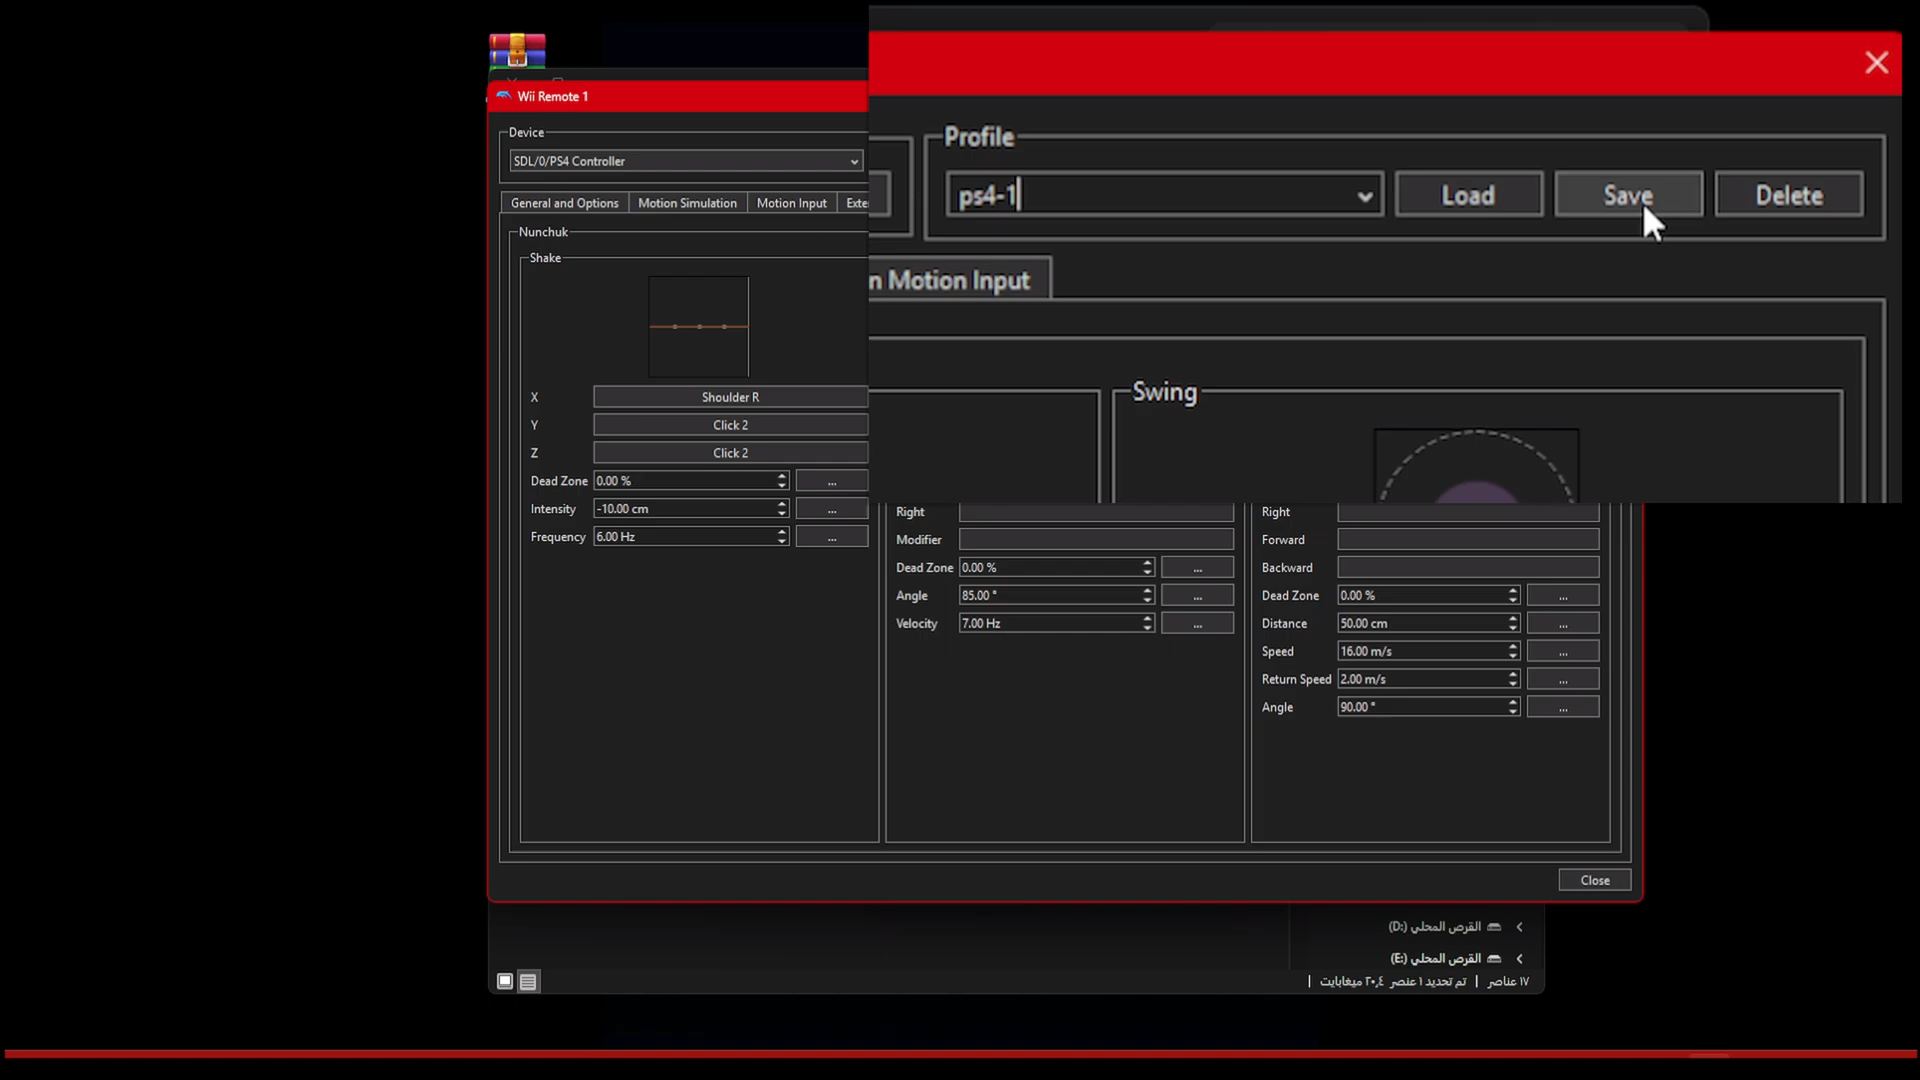 Wii Remote 1
Device
SDL/0/PS4 Controller
Profile
ps4-1
Load
Save
Delete
General and Options
Motion Simulation
Motion Input
Exte
n Motion Input
Nunchuk
Shake
X
Shoulder R
Y
Click 2
Z
Click 2
Dead Zone
0.00 %
...
Intensity
-10.00 cm
...
Frequency
6.00 Hz
...
Right
Modifier
Dead Zone
0.00 %
...
Angle
85.00 °
...
Velocity
7.00 Hz
...
Swing
Right
Forward
Backward
Dead Zone
0.00 %
...
Distance
50.00 cm
...
Speed
16.00 m/s
...
Return Speed
2.00 m/s
...
Angle
90.00 °
...
Close
القرص المحلي (D:)
القرص المحلي (E:)
١٧ عناصر | تم تحديد ١ عنصر ٢٠,٤ ميغابايت |